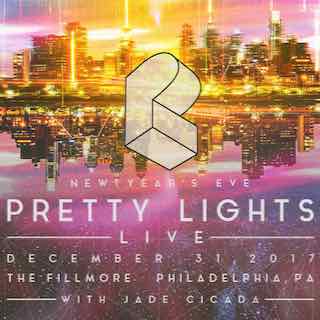 NEW YEAR'S EVE
PRETTY LIGHTS
LIVE
DECEMBER 31, 2017
THE FILLMORE PHILADELPHIA, PA
WITH JADE CICADA